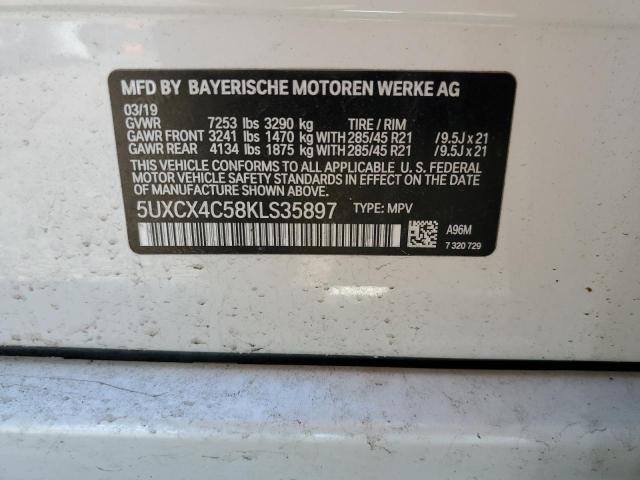 MFD BY BAYERISCHE MOTOREN WERKE AG
03/19
GVWR 7253 lbs 3290 kg TIRE / RIM
GAWR FRONT 3241 lbs 1470 kg WITH 285/45 R21 /9.5J x 21
GAWR REAR 4134 lbs 1875 kg WITH 285/45 R21 /9.5J x 21
THIS VEHICLE CONFORMS TO ALL APPLICABLE U. S. FEDERAL
MOTOR VEHICLE SAFETY STANDARDS IN EFFECT ON THE DATE OF MANUFACTURE SHOWN ABOVE.
5UXCX4C58KLS35897 TYPE: MPV
A96M
7 320 729